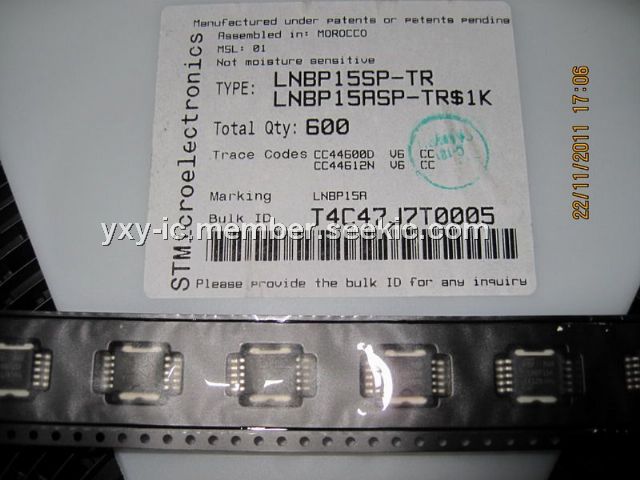 Manufactured under patents or patents pending
Assembled in: MOROCCO
MSL: 01
Not moisture sensitive
TYPE: LNBP15SP-TR
LNBP15ASP-TR$1K
Total Qty: 600
Trace Codes CC44600D V6 CC
CC44612N V6 CC
Marking LNBP15A
Bulk ID T4C47J7T0005
Please provide the bulk ID for any inquiry
STMicroelectronics
22/11/2011 17:06
yxy-ic.member.seekic.com